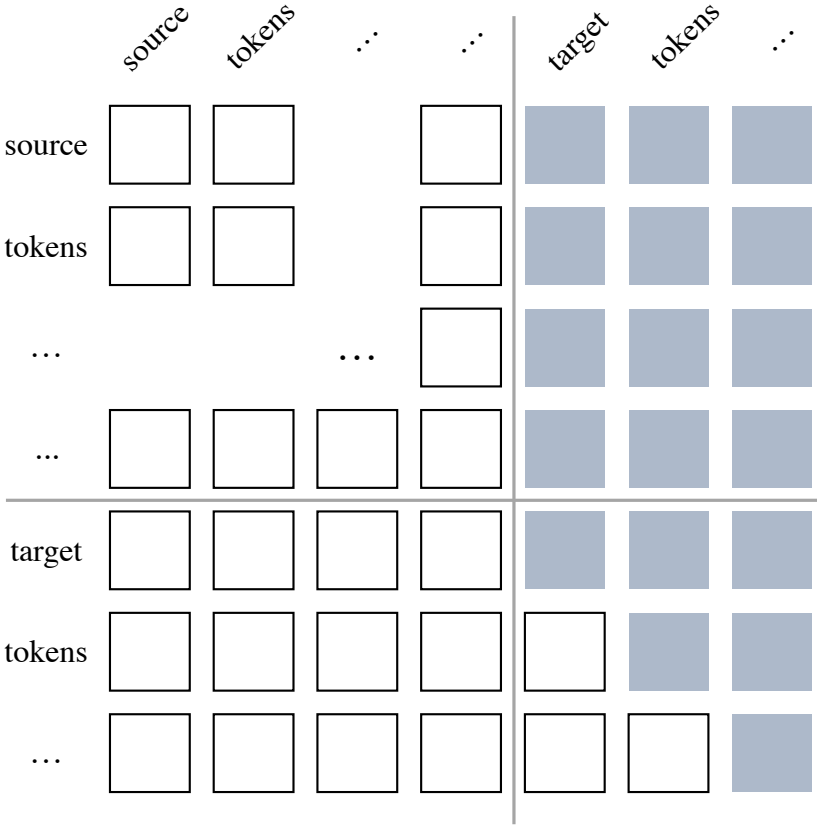 source tokens … … target tokens …
source
tokens
…
…
...
target
tokens
…